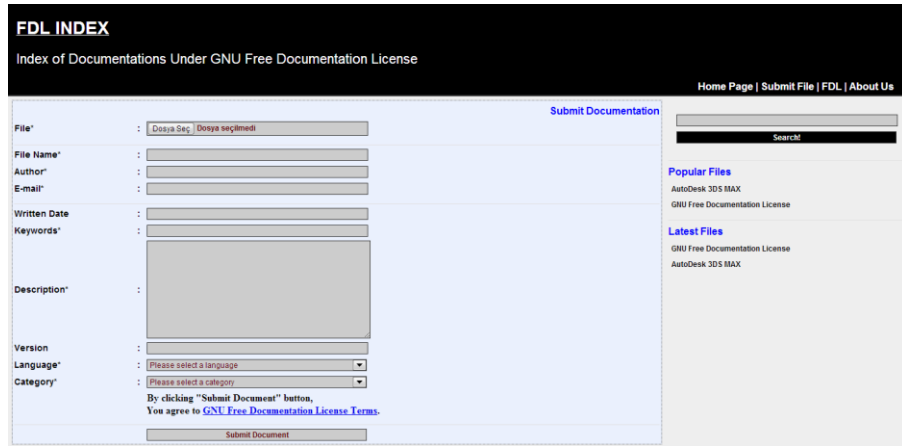 FDL INDEX
Index of Documentations Under GNU Free Documentation License
Home Page | Submit File | FDL | About Us
Submit Documentation
File* : Dosya Seç Dosya seçilmedi
File Name* :
Author* :
E-mail* :
Written Date :
Keywords* :
Description* :
Version :
Language* : Please select a language
Category* : Please select a category
By clicking "Submit Document" button,
You agree to GNU Free Documentation License Terms.
Submit Document
Search!
Popular Files
AutoDesk 3DS MAX
GNU Free Documentation License
Latest Files
GNU Free Documentation License
AutoDesk 3DS MAX